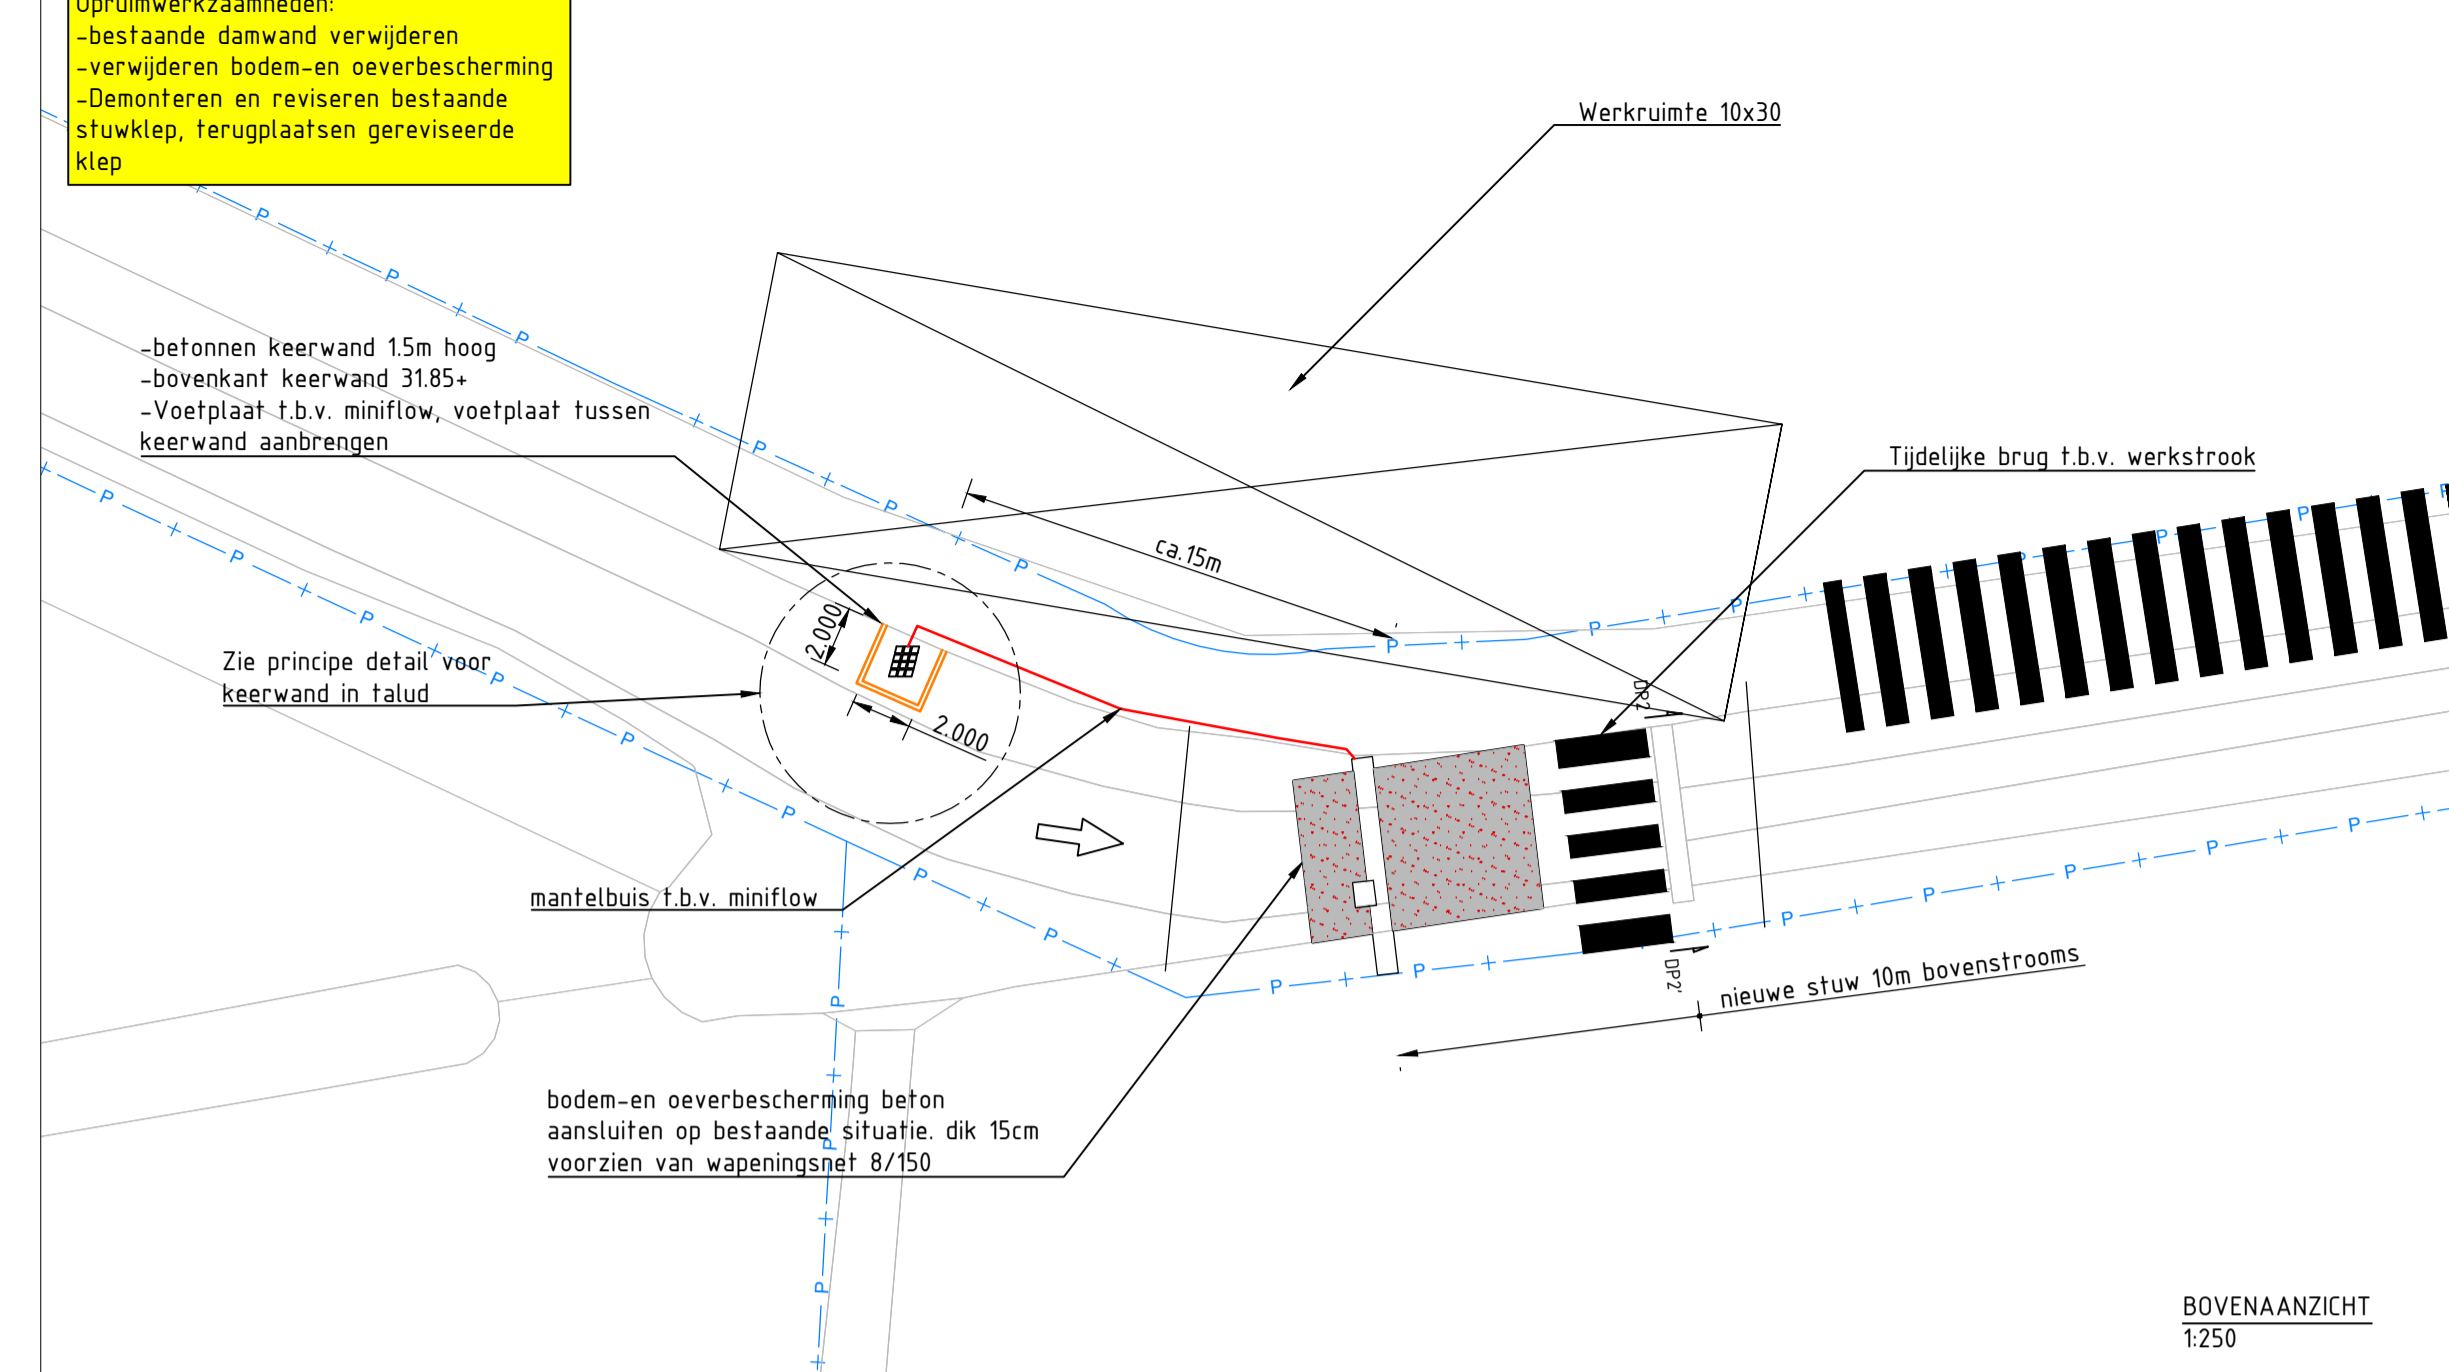 Opruimwerkzaamheden:
-bestaande damwand verwijderen
-verwijderen bodem-en oeverbescherming
-Demonteren en reviseren bestaande
stuwklep, terugplaatsen gereviseerde
klep
Werkruimte 10x30
-betonnen keerwand 1.5m hoog
-bovenkant keerwand 31.85+
-Voetplaat t.b.v. miniflow, voetplaat tussen
keerwand aanbrengen
Tijdelijke brug t.b.v. werkstrook
ca.15m
2.000
2.000
Zie principe detail voor
keerwand in talud
DP2
mantelbuis t.b.v. miniflow
DP2'
nieuwe stuw 10m bovenstrooms
bodem-en oeverbescherming beton
aansluiten op bestaande situatie. dik 15cm
voorzien van wapeningsnet 8/150
P P P P P P P P P P P P P P
P P P P P P P P P P P P P P P
P P P P
BOVENAANZICHT
1:250